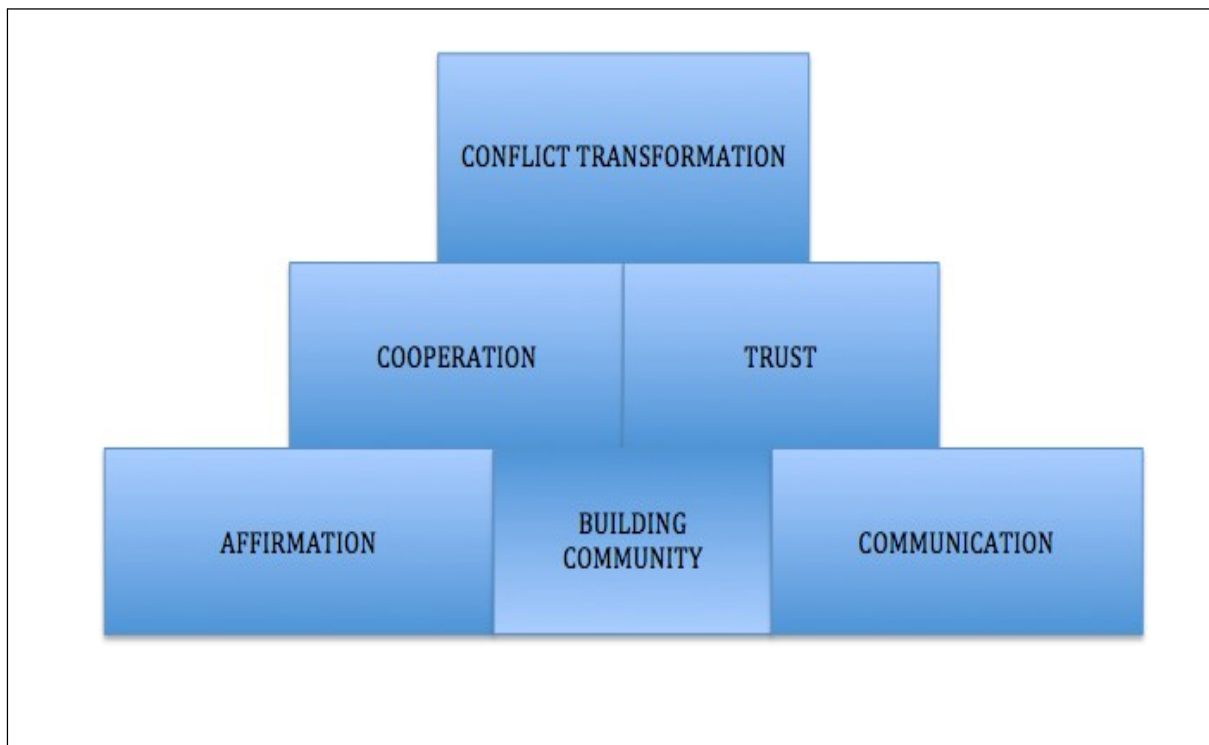 CONFLICT TRANSFORMATION
COOPERATION
TRUST
AFFIRMATION
BUILDING
COMMUNITY
COMMUNICATION